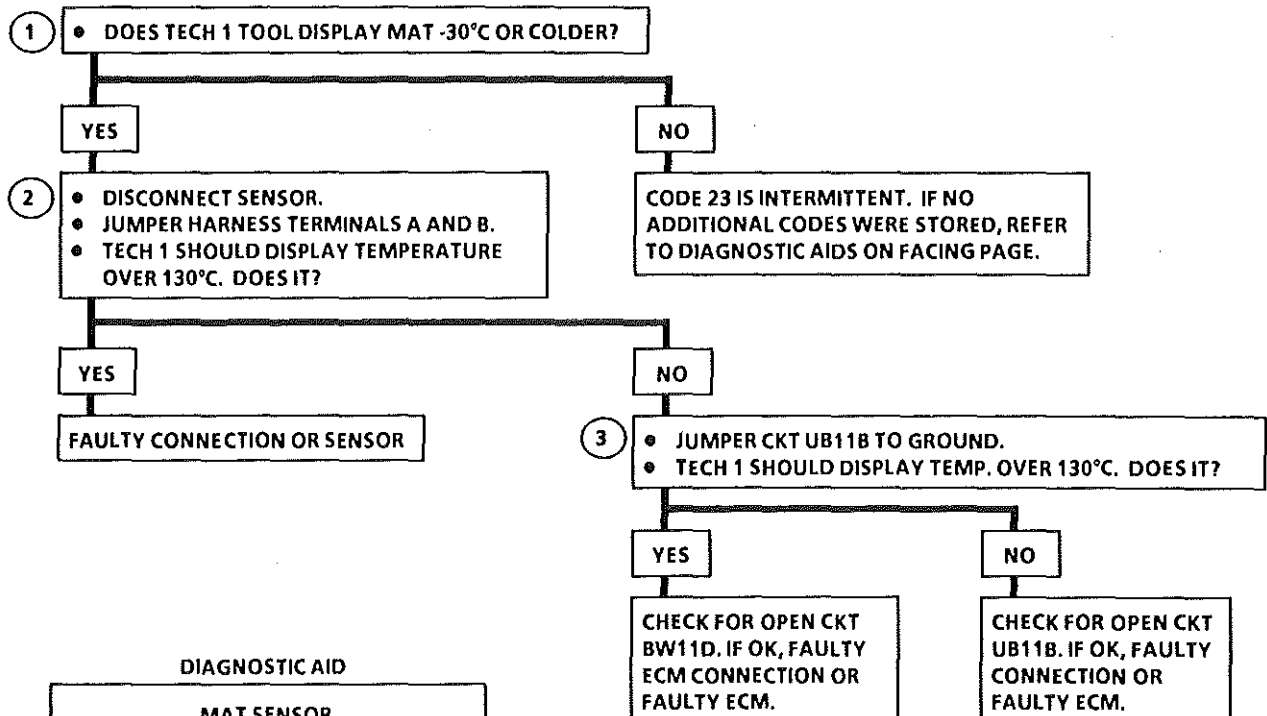 1
• DOES TECH 1 TOOL DISPLAY MAT -30°C OR COLDER?
YES
NO
2
• DISCONNECT SENSOR.
• JUMPER HARNESS TERMINALS A AND B.
• TECH 1 SHOULD DISPLAY TEMPERATURE
OVER 130°C. DOES IT?
CODE 23 IS INTERMITTENT. IF NO
ADDITIONAL CODES WERE STORED, REFER
TO DIAGNOSTIC AIDS ON FACING PAGE.
YES
NO
FAULTY CONNECTION OR SENSOR
3
• JUMPER CKT UB11B TO GROUND.
• TECH 1 SHOULD DISPLAY TEMP. OVER 130°C. DOES IT?
YES
NO
CHECK FOR OPEN CKT
BW11D. IF OK, FAULTY
ECM CONNECTION OR
FAULTY ECM.
CHECK FOR OPEN CKT
UB11B. IF OK, FAULTY
CONNECTION OR
FAULTY ECM.
DIAGNOSTIC AID
MAT SENSOR